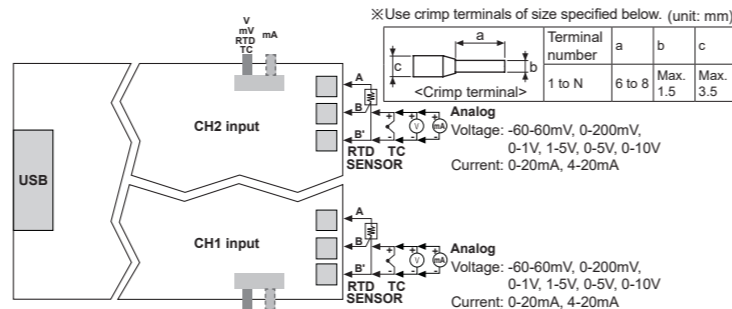 ※Use crimp terminals of size specified below. (unit: mm)
Terminal number a b c
1 to N 6 to 8 Max. 1.5 Max. 3.5
a
c
b
<Crimp terminal>
V
mV
RTD
TC
mA
CH2 input
A
B
B'
RTD
SENSOR
TC
+ + +
- - -
V
mA
Analog
Voltage: -60-60mV, 0-200mV,
0-1V, 1-5V, 0-5V, 0-10V
Current: 0-20mA, 4-20mA
USB
CH1 input
A
B
B'
RTD
SENSOR
TC
+ + +
- - -
V
mA
Analog
Voltage: -60-60mV, 0-200mV,
0-1V, 1-5V, 0-5V, 0-10V
Current: 0-20mA, 4-20mA